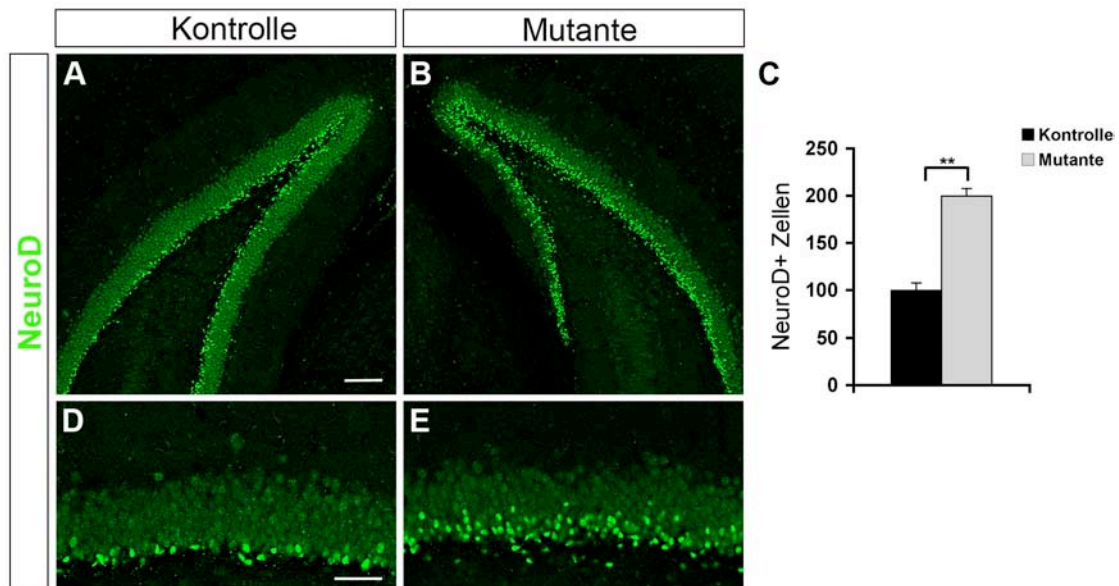 Kontrolle
Mutante
NeuroD
A
B
C
Kontrolle
Mutante
**
NeuroD+ Zellen
250
200
150
100
50
0
D
E